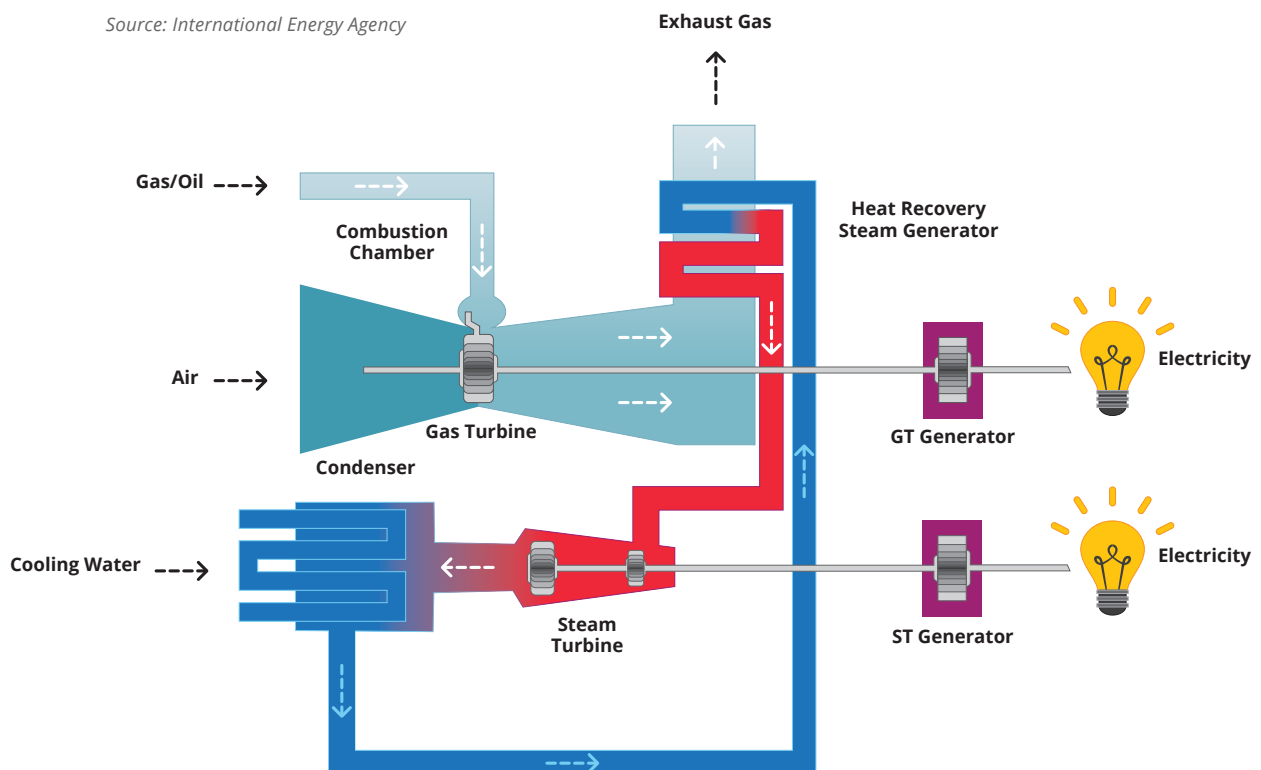 Source: International Energy Agency
Exhaust Gas
Gas/Oil
Combustion
Chamber
Heat Recovery
Steam Generator
Air
Electricity
Gas Turbine
GT Generator
Condenser
Cooling Water
Electricity
Steam
Turbine
ST Generator